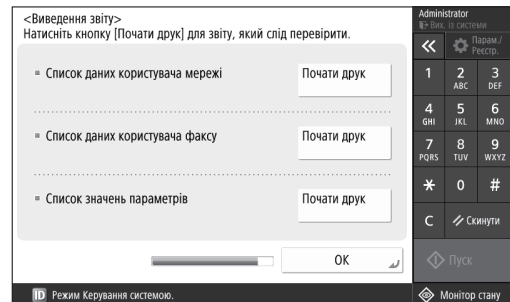 <Виведення звіту>
Натисніть кнопку [Почати друк] для звіту, який слід перевірити.
Список даних користувача мережі
Почати друк
Список даних користувача факсу
Почати друк
Список значень параметрів
Почати друк
OK
ID Режим Керування системою.
Administrator
Вих. із системи
Парам./
Реєстр.
1
2
ABC
3
DEF
4
GHI
5
JKL
6
MNO
7
PQRS
8
TUV
9
WXYZ
*
0
#
C
Скинути
Пуск
Монітор стану